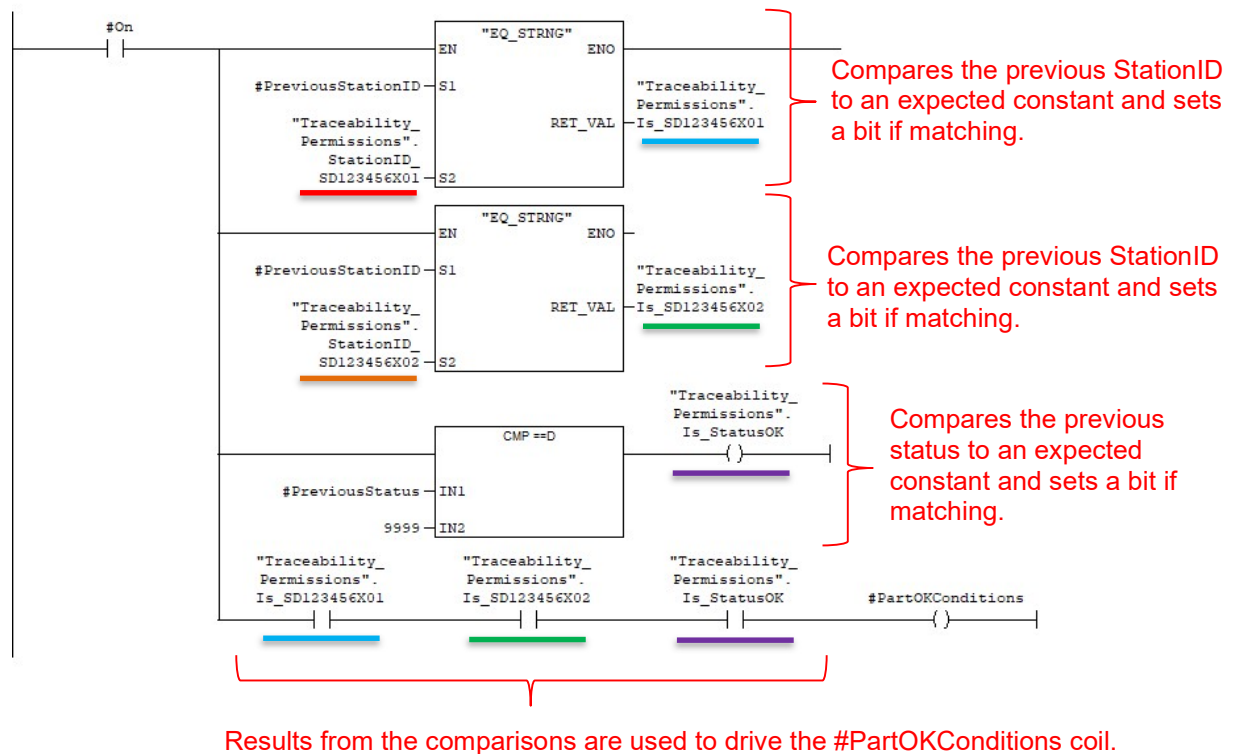 #On
"EQ_STRNG"
EN
ENO
#PreviousStationID
S1
"Traceability_
Permissions".
Is_SD123456X01
RET_VAL
"Traceability_
Permissions".
StationID_
SD123456X01
S2
Compares the previous StationID
to an expected constant and sets
a bit if matching.
"EQ_STRNG"
EN
ENO
#PreviousStationID
S1
"Traceability_
Permissions".
Is_SD123456X02
RET_VAL
"Traceability_
Permissions".
StationID_
SD123456X02
S2
Compares the previous StationID
to an expected constant and sets
a bit if matching.
"Traceability_
Permissions".
Is_StatusOK
( )
CMP ==D
#PreviousStatus
IN1
9999
IN2
Compares the previous
status to an expected
constant and sets a bit if
matching.
"Traceability_
Permissions".
Is_SD123456X01
"Traceability_
Permissions".
Is_SD123456X02
"Traceability_
Permissions".
Is_StatusOK
#PartOKConditions
( )
Results from the comparisons are used to drive the #PartOKConditions coil.